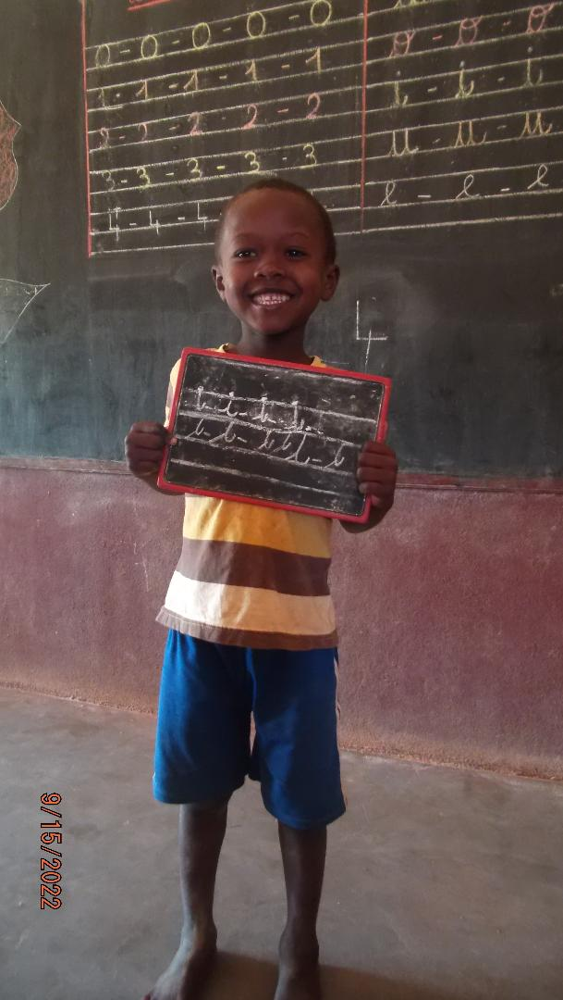 0 - 0 - 0 - 0 - 0
1 - 1 - 1 - 1 - 1
2 - 2 - 2 - 2 - 2
3 - 3 - 3 - 3 - 3
4 - 4 - 4
o - o - o
i - i - i
u - u - u
e - e - e
4
i - i - i - i -
9/15/2022